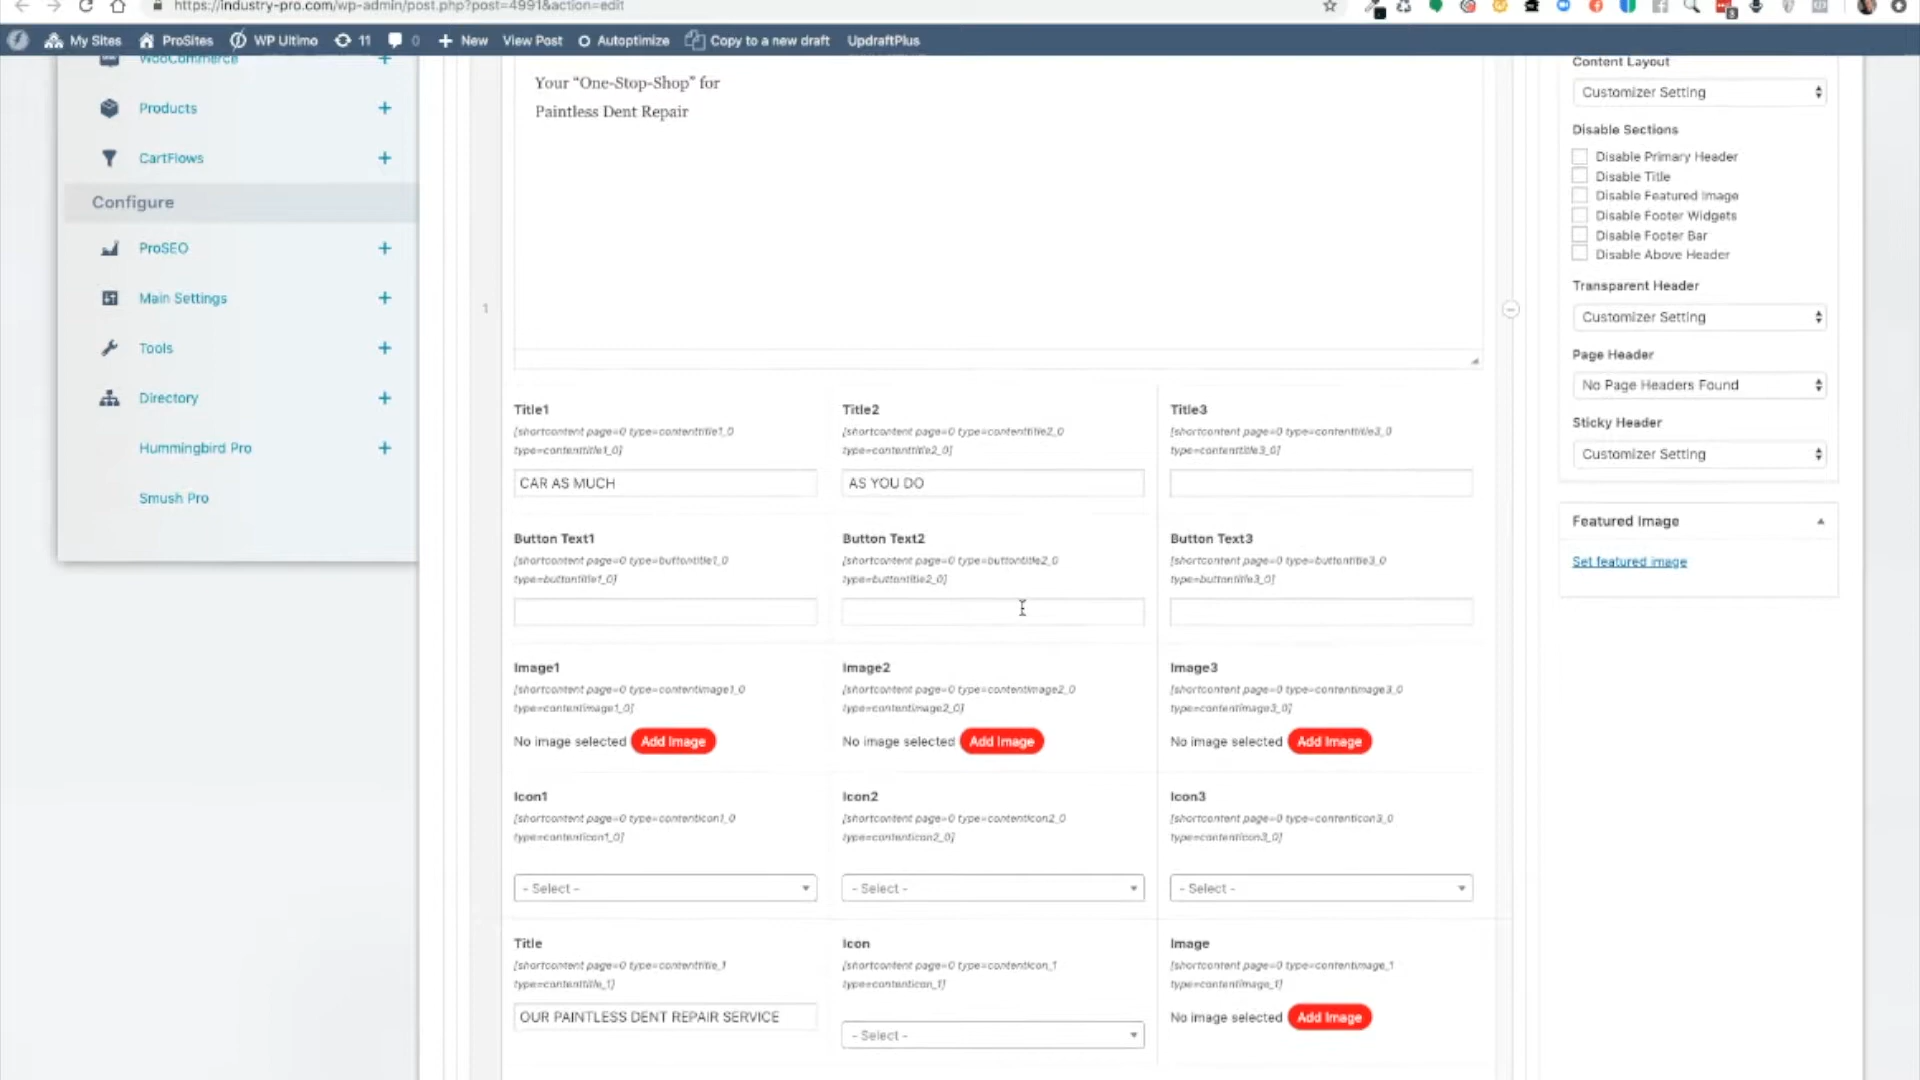 https://industry-pro.com/wp-admin/post.php?post=4991&action=edit
My Sites ProSites WP Ultimo 11 0 New View Post Autoptimize Copy to a new draft UpdraftPlus
WooCommerce +
Products +
CartFlows +
Configure
ProSEO +
Main Settings +
Tools +
Directory +
Hummingbird Pro +
Smush Pro
Your “One-Stop-Shop” for
Paintless Dent Repair
1
Title1
[shortcontent page=0 type=contenttitle1_0
type=contenttitle1_0]
CAR AS MUCH
Title2
[shortcontent page=0 type=contenttitle2_0
type=contenttitle2_0]
AS YOU DO
Title3
[shortcontent page=0 type=contenttitle3_0
type=contenttitle3_0]
Button Text1
[shortcontent page=0 type=buttontitle1_0
type=buttontitle1_0]
Button Text2
[shortcontent page=0 type=buttontitle2_0
type=buttontitle2_0]
Button Text3
[shortcontent page=0 type=buttontitle3_0
type=buttontitle3_0]
Image1
[shortcontent page=0 type=contentimage1_0
type=contentimage1_0]
No image selected Add Image
Image2
[shortcontent page=0 type=contentimage2_0
type=contentimage2_0]
No image selected Add Image
Image3
[shortcontent page=0 type=contentimage3_0
type=contentimage3_0]
No image selected Add Image
Icon1
[shortcontent page=0 type=contenticon1_0
type=contenticon1_0]
- Select -
Icon2
[shortcontent page=0 type=contenticon2_0
type=contenticon2_0]
- Select -
Icon3
[shortcontent page=0 type=contenticon3_0
type=contenticon3_0]
- Select -
Title
[shortcontent page=0 type=contenttitle_1
type=contenttitle_1]
OUR PAINTLESS DENT REPAIR SERVICE
Icon
[shortcontent page=0 type=contenticon_1
type=contenticon_1]
- Select -
Image
[shortcontent page=0 type=contentimage_1
type=contentimage_1]
No image selected Add Image
Content Layout
Customizer Setting
Disable Sections
Disable Primary Header
Disable Title
Disable Featured Image
Disable Footer Widgets
Disable Footer Bar
Disable Above Header
Transparent Header
Customizer Setting
Page Header
No Page Headers Found
Sticky Header
Customizer Setting
Featured Image
Set featured image